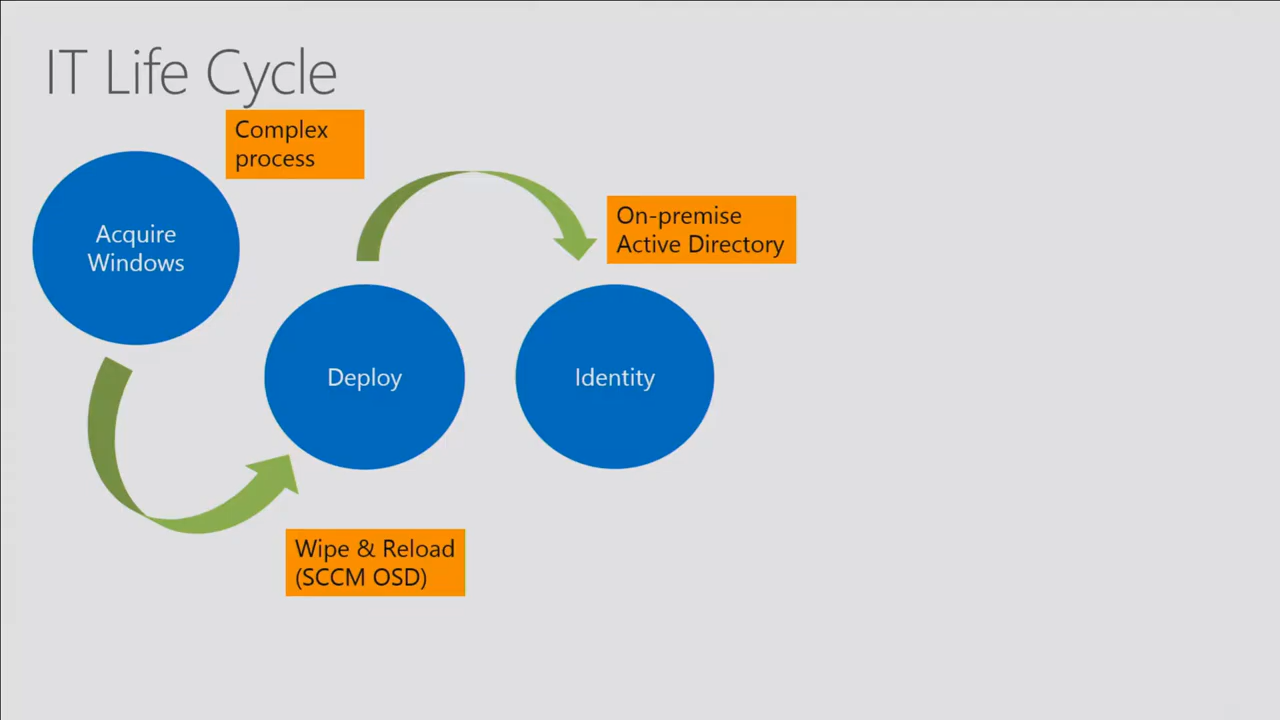 IT Life Cycle
Complex
process
Acquire
Windows
On-premise
Active Directory
Deploy
Identity
Wipe & Reload
(SCCM OSD)